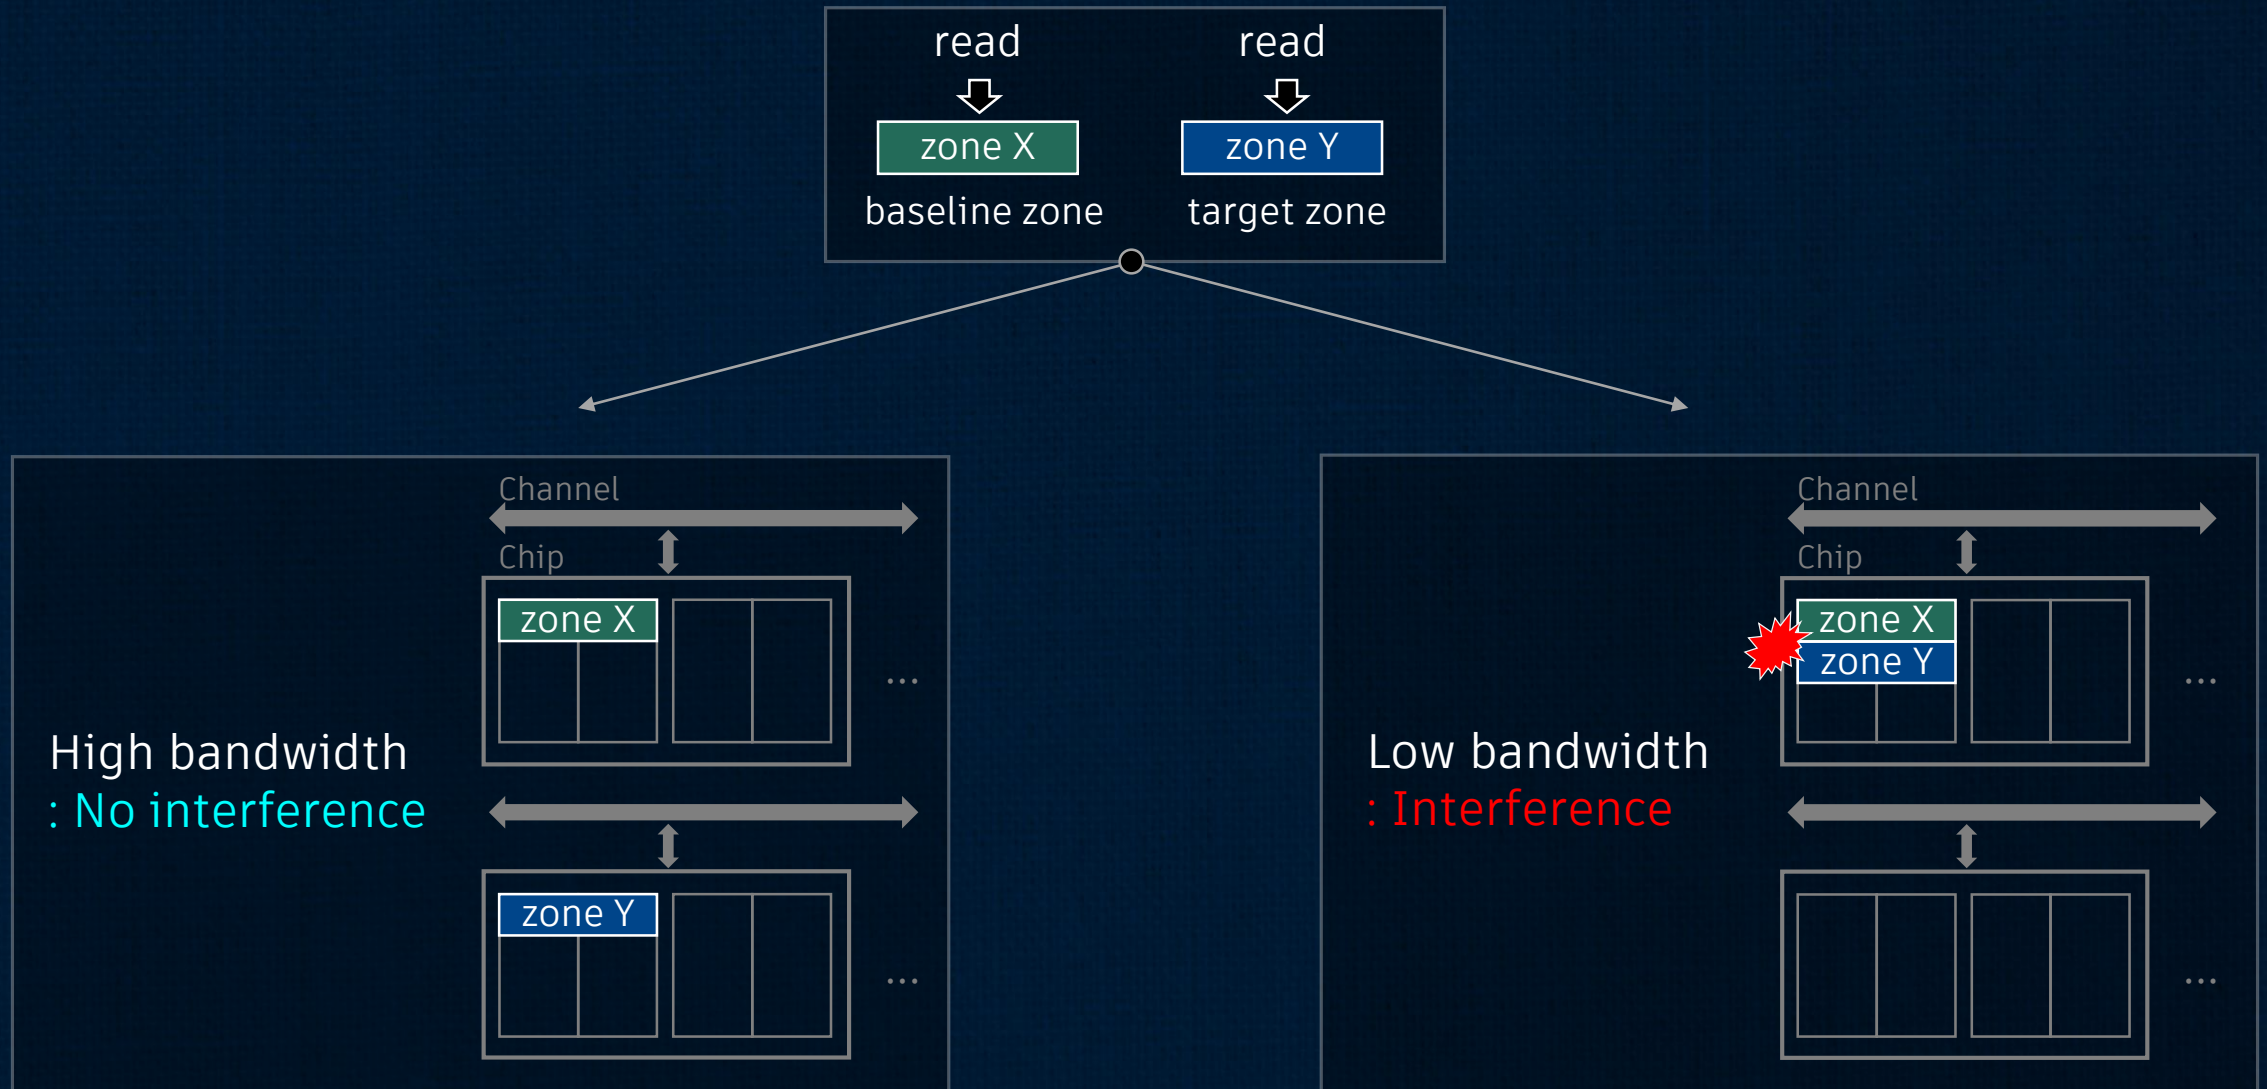 read
read
zone X
zone Y
baseline zone
target zone
Channel
Chip
zone X
...
High bandwidth
: No interference
zone Y
...
Channel
Chip
zone X
zone Y
...
Low bandwidth
: Interference
...